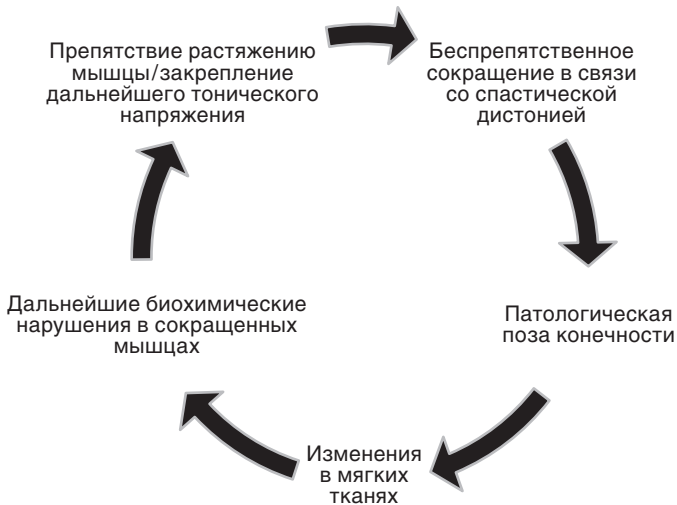 Препятствие растяжению
мышцы/закрепление
дальнейшего тонического
напряжения
Беспрепятственное
сокращение в связи
со спастической
дистонией
Патологическая
поза конечности
Изменения
в мягких
тканях
Дальнейшие биохимические
нарушения в сокращенных
мышцах